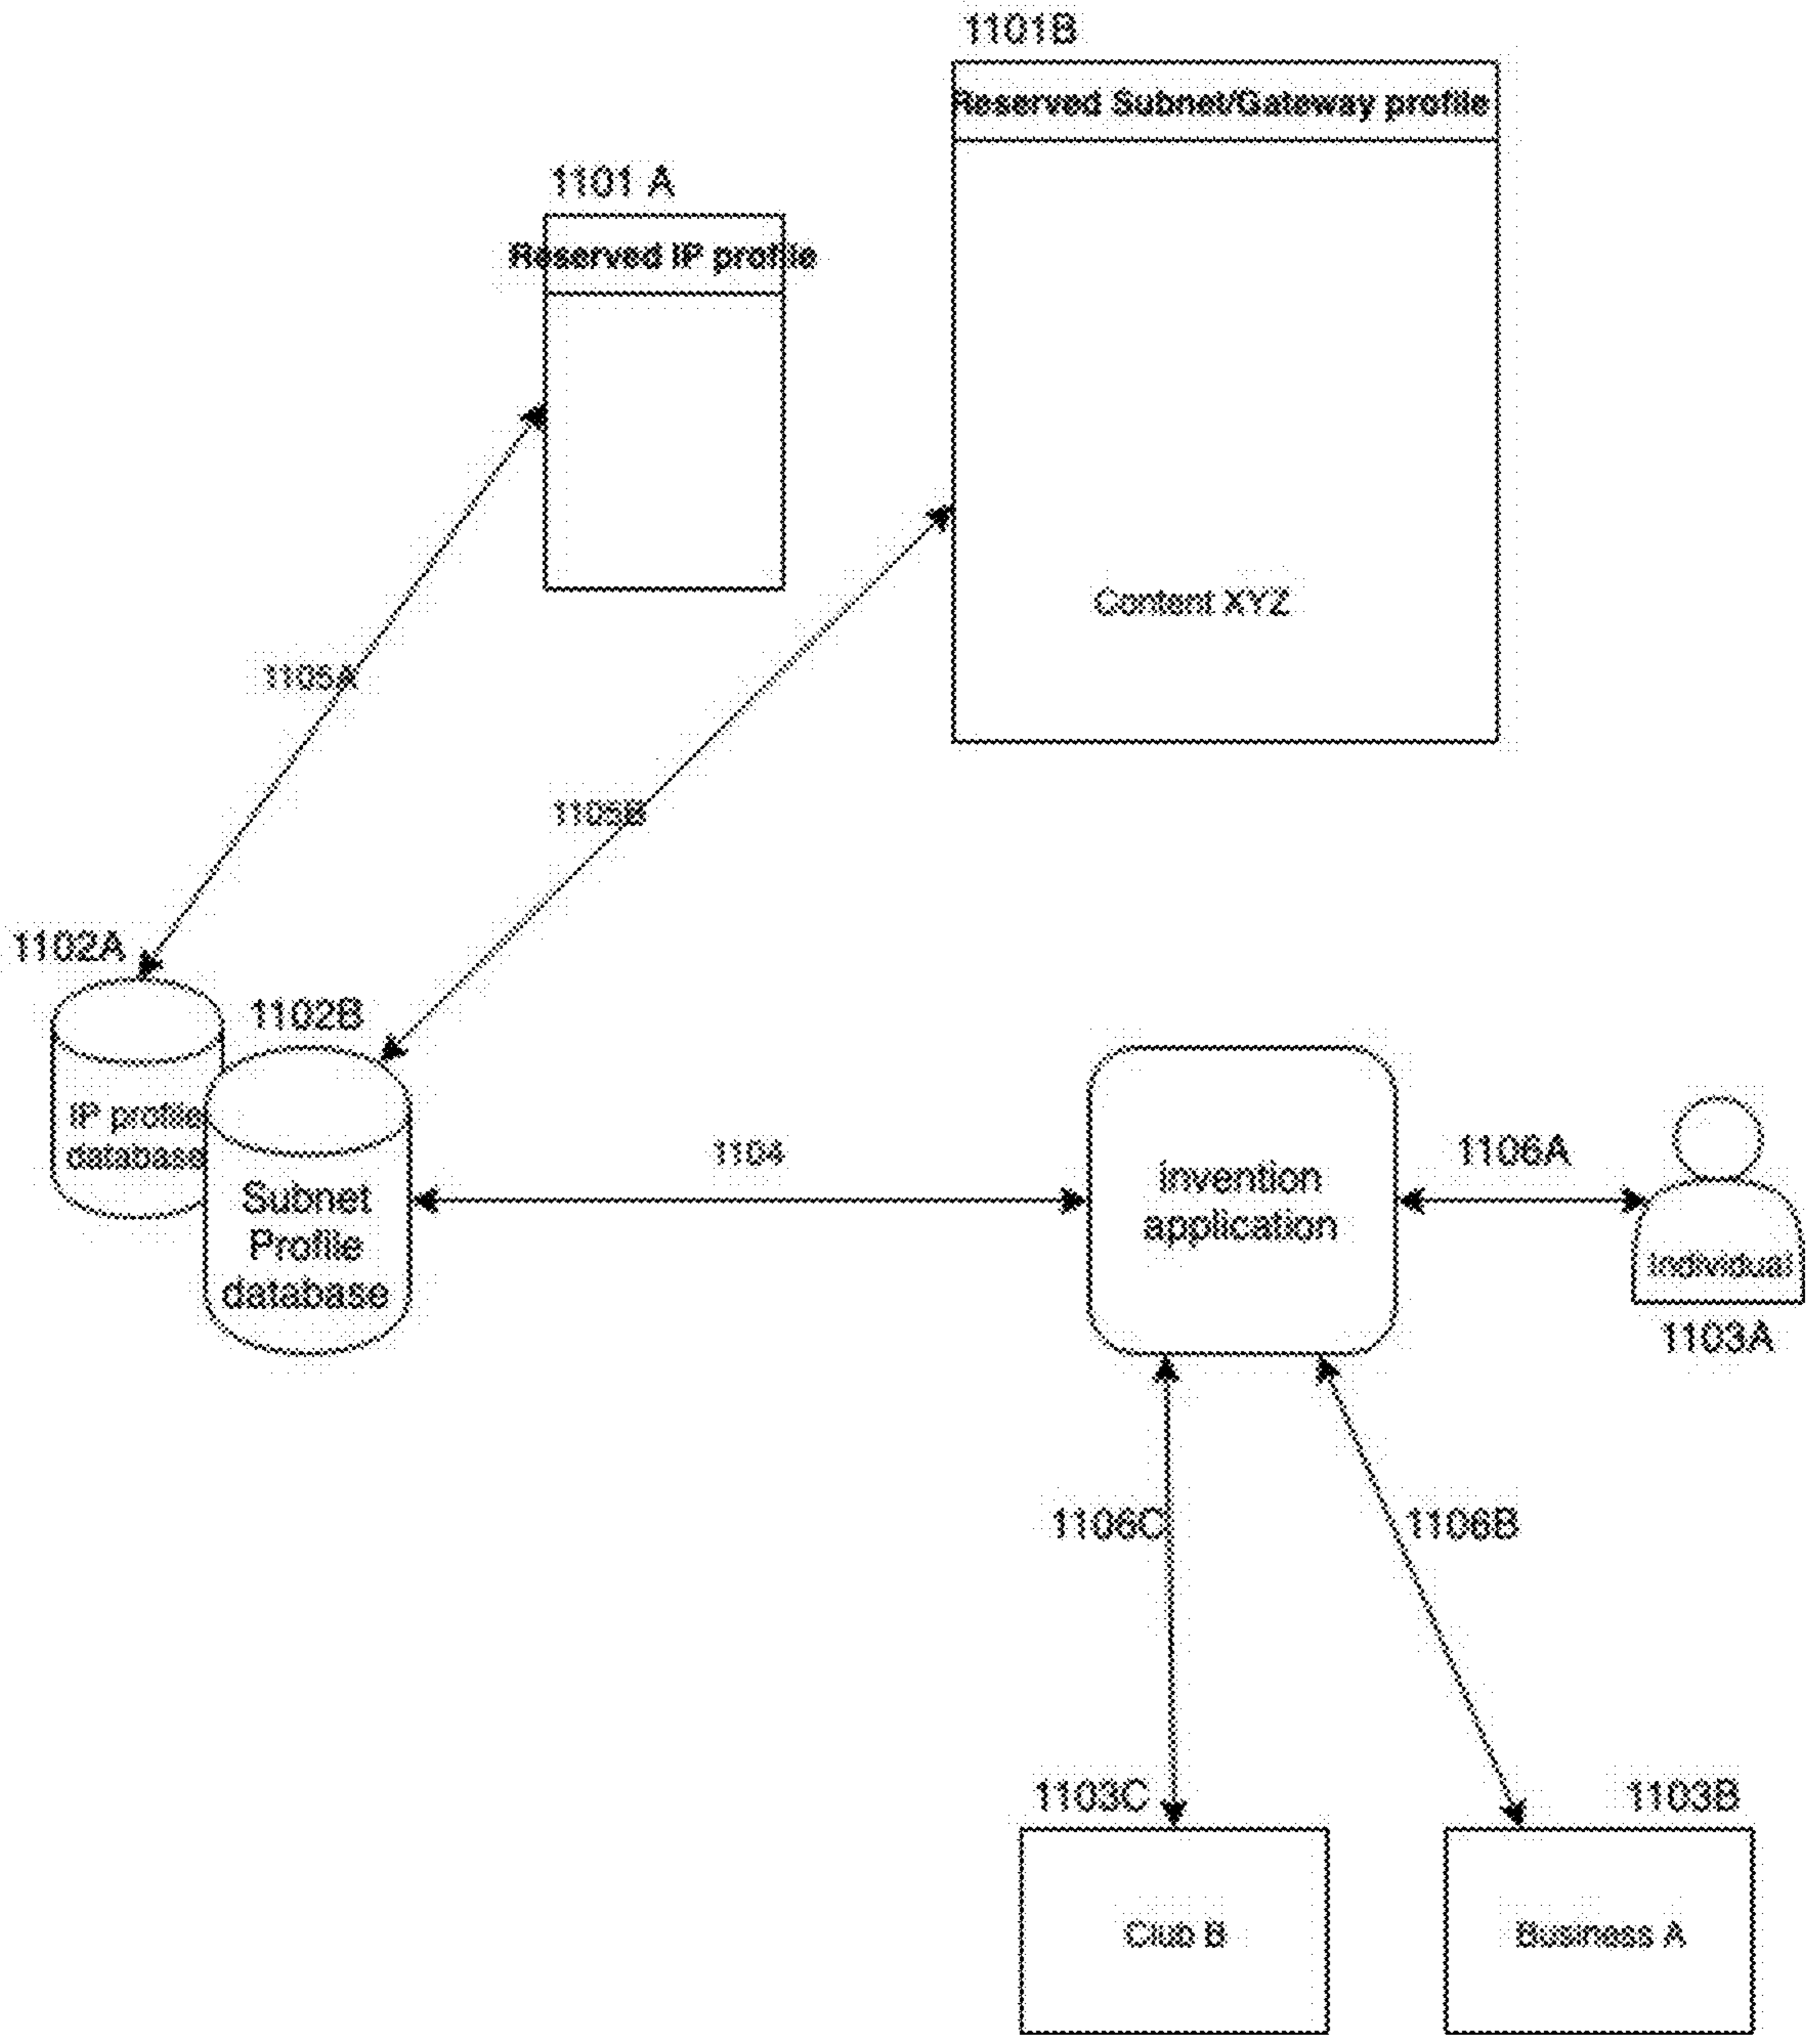 1101B
Reserved Subnet/Gateway profile
1101 A
Reserved IP profile
Content XYZ
1105A
1105B
1102A
1102B
IP profile
database
Subnet
Profile
database
1104
invention
application
1106A
Individual
1103A
1106C
1106B
1103C
1103B
Club B
Business A